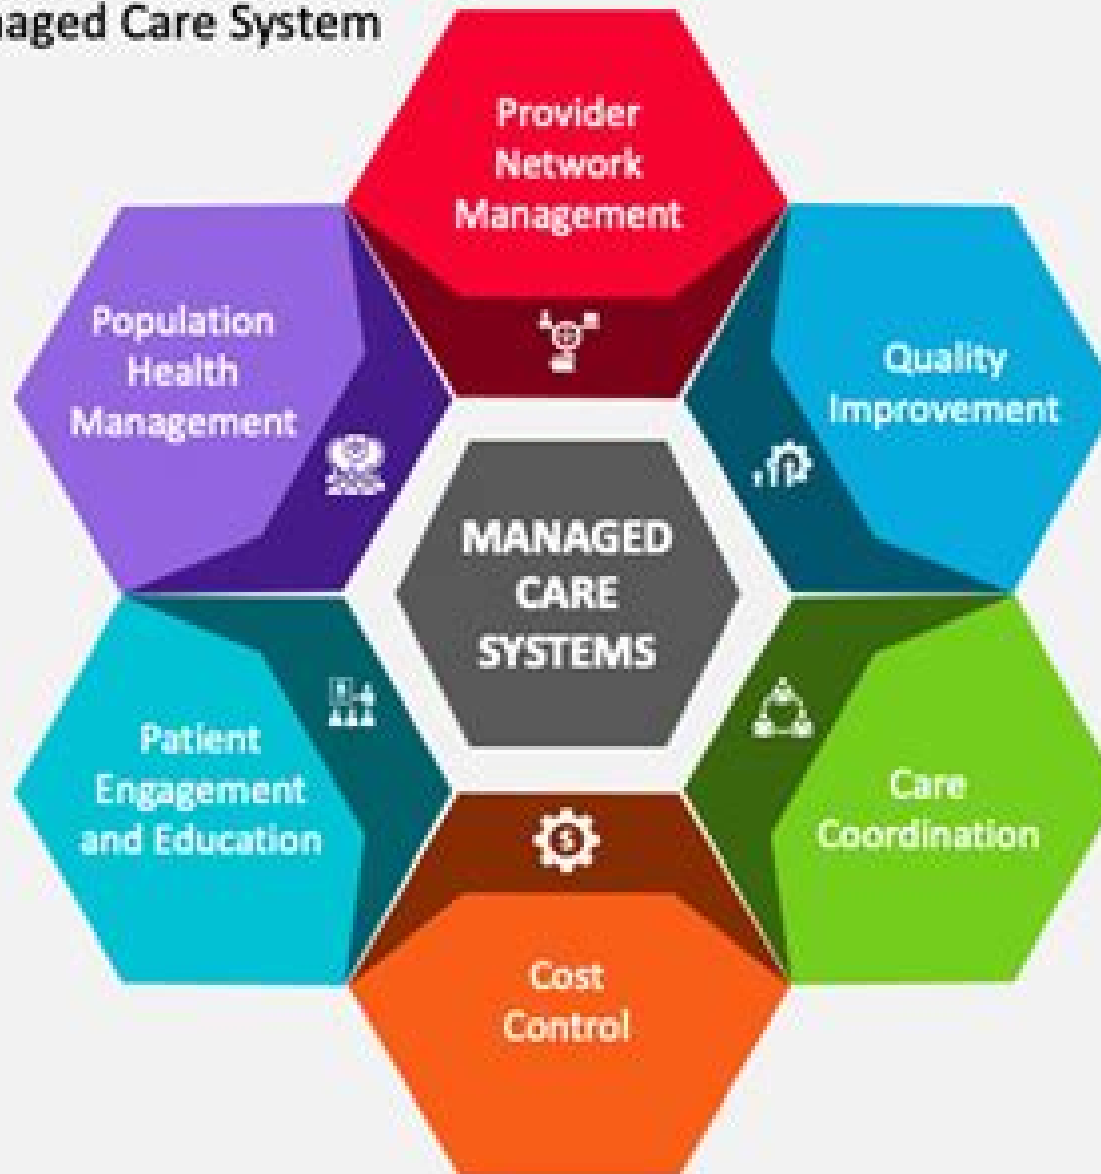 naged Care System
Provider
Network
Management
Population
Health
Management
Quality
Improvement
MANAGED
CARE
SYSTEMS
Patient
Engagement
and Education
Care
Coordination
$
Cost
Control